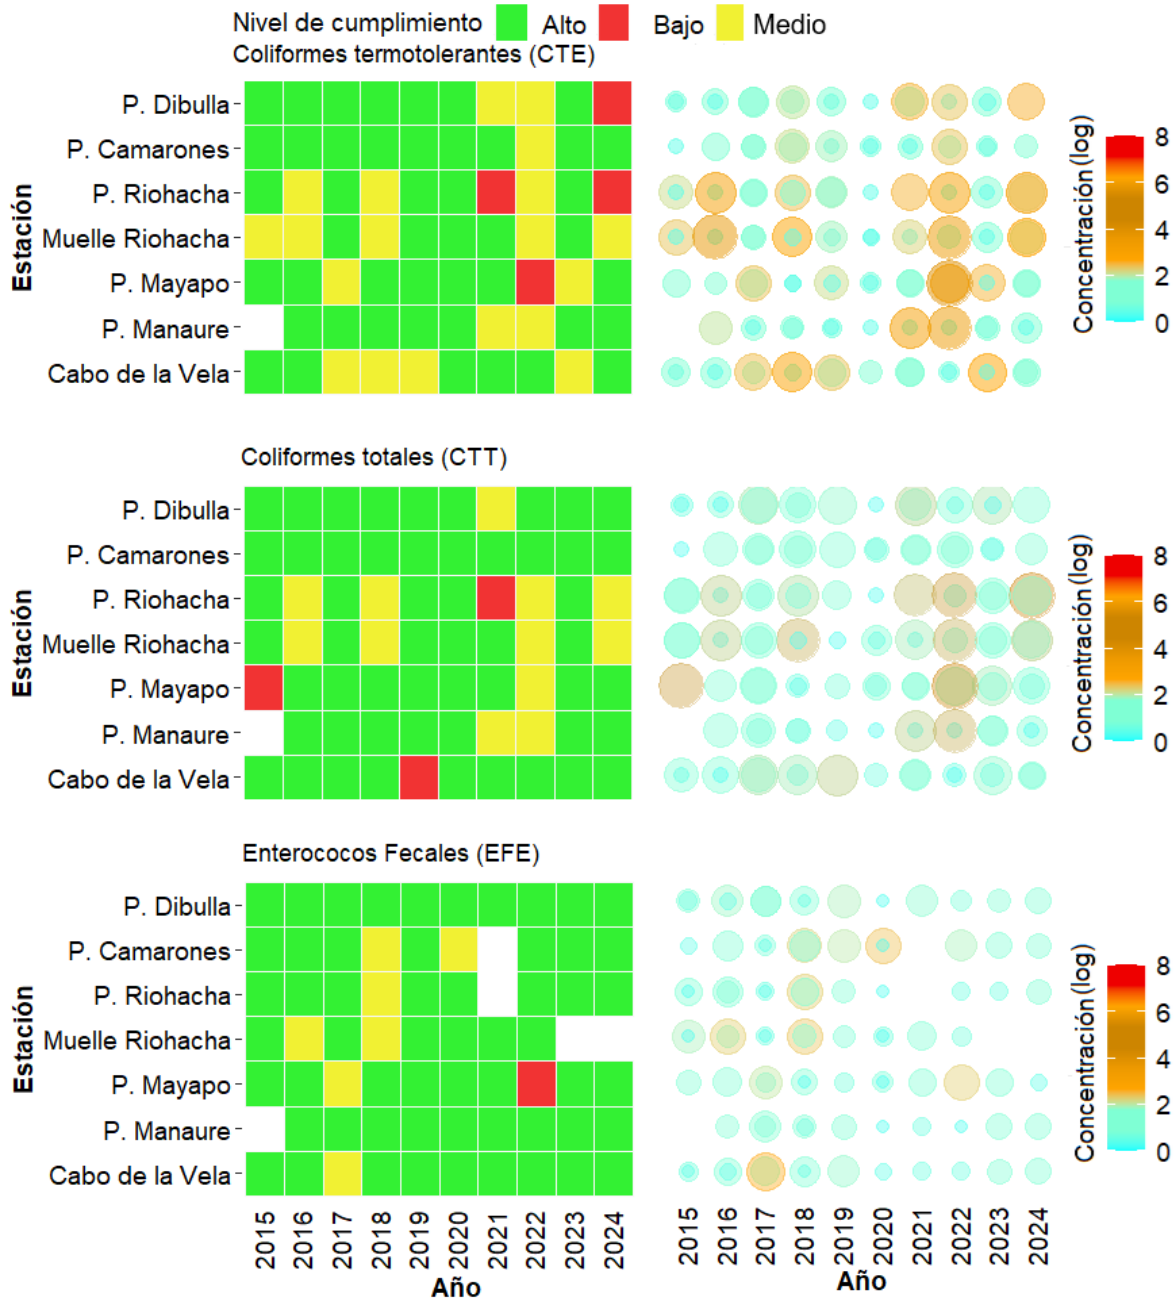 Nivel de cumplimiento Alto Bajo Medio
Coliformes termotolerantes (CTE)
Estación
P. Dibulla
P. Camarones
P. Riohacha
Muelle Riohacha
P. Mayapo
P. Manaure
Cabo de la Vela
Concentración (log)
8
6
4
2
0
Coliformes totales (CTT)
Estación
P. Dibulla
P. Camarones
P. Riohacha
Muelle Riohacha
P. Mayapo
P. Manaure
Cabo de la Vela
Concentración (log)
8
6
4
2
0
Enterococos Fecales (EFE)
Estación
P. Dibulla
P. Camarones
P. Riohacha
Muelle Riohacha
P. Mayapo
P. Manaure
Cabo de la Vela
Concentración (log)
8
6
4
2
0
2015 2016 2017 2018 2019 2020 2021 2022 2023 2024
Año
2015 2016 2017 2018 2019 2020 2021 2022 2023 2024
Año